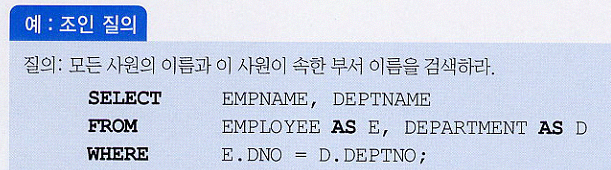 예 : 조인 질의
질의: 모든 사원의 이름과 이 사원이 속한 부서 이름을 검색하라.
SELECT EMPNAME, DEPTNAME
FROM EMPLOYEE AS E, DEPARTMENT AS D
WHERE E.DNO = D.DEPTNO;